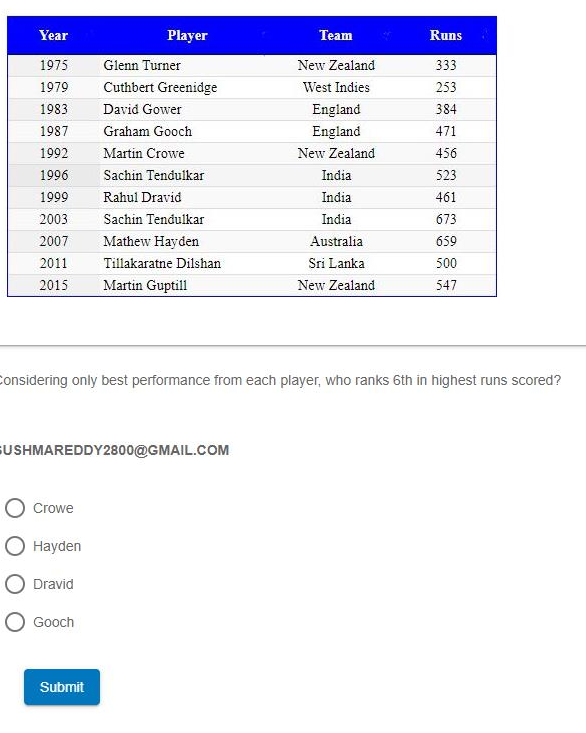 Year Player Team Runs
1975 Glenn Turner New Zealand 333
1979 Cuthbert Greenidge West Indies 253
1983 David Gower England 384
1987 Graham Gooch England 471
1992 Martin Crowe New Zealand 456
1996 Sachin Tendulkar India 523
1999 Rahul Dravid India 461
2003 Sachin Tendulkar India 673
2007 Mathew Hayden Australia 659
2011 Tillakaratne Dilshan Sri Lanka 500
2015 Martin Guptill New Zealand 547
Considering only best performance from each player, who ranks 6th in highest runs scored?
SUSHMAREDDY2800@GMAIL.COM
Crowe
Hayden
Dravid
Gooch
Submit